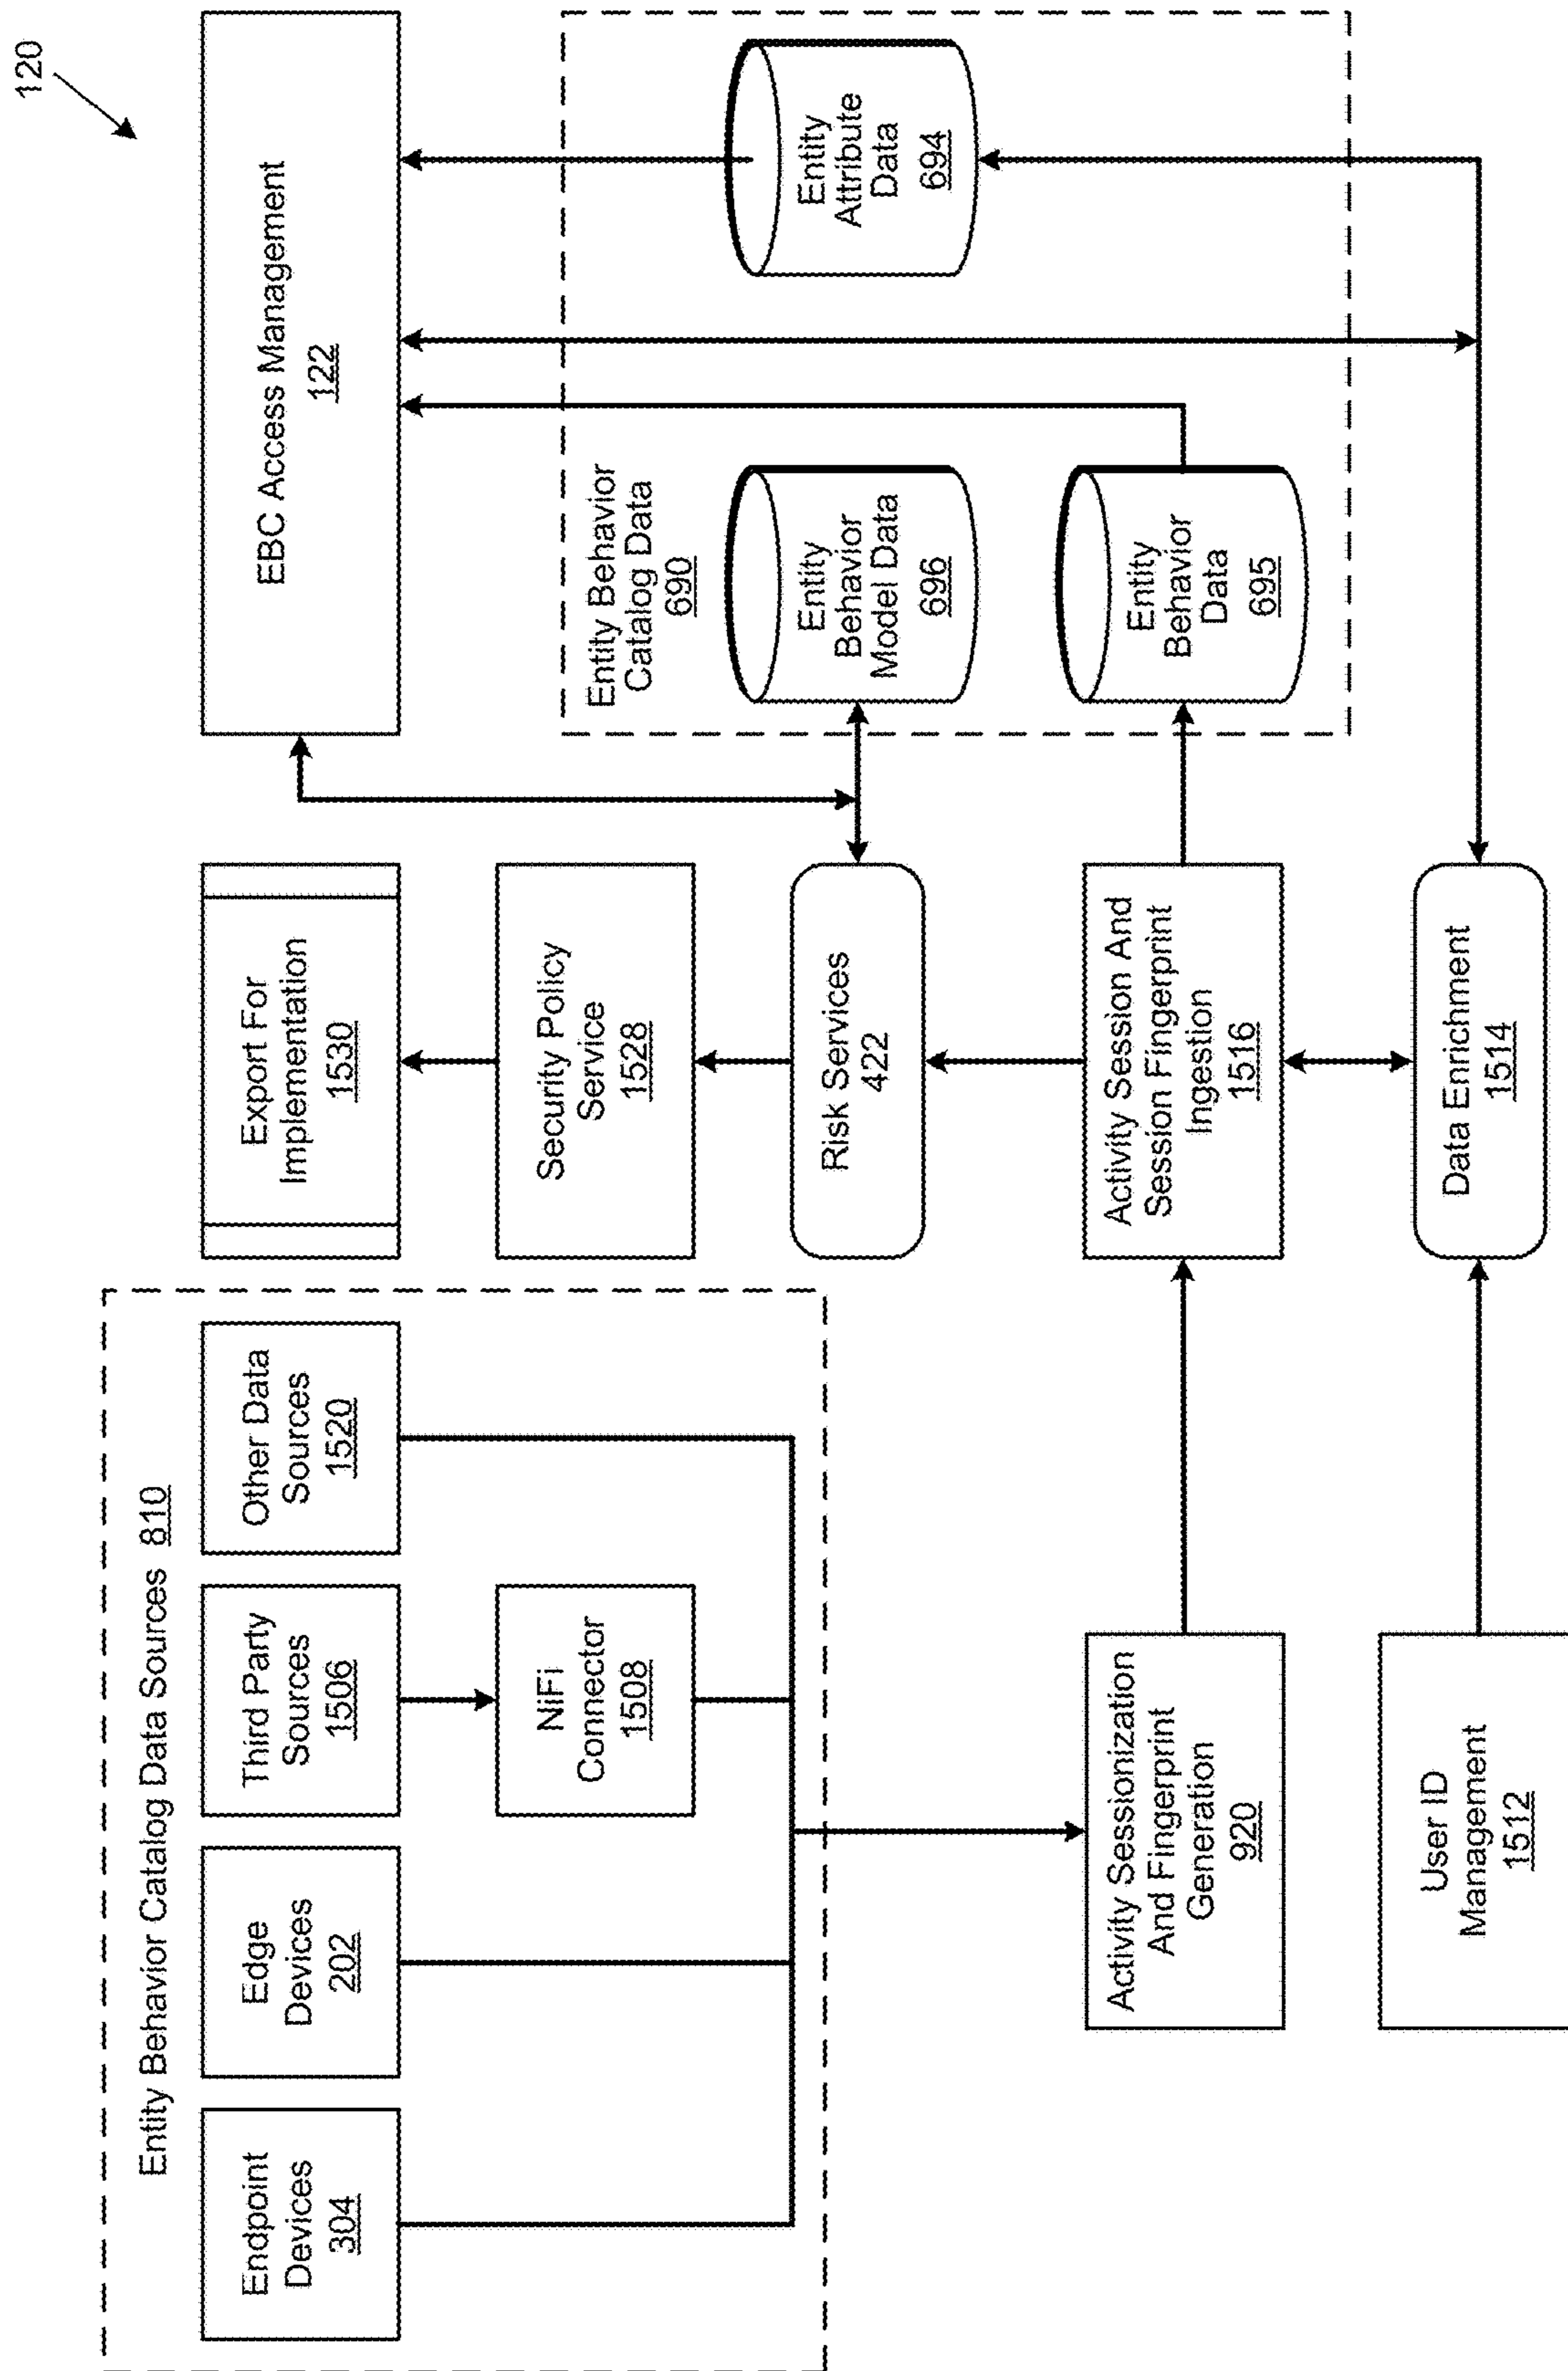 120
Entity Behavior Catalog Data Sources 810
Endpoint
Devices
304
Edge
Devices
202
Third Party
Sources
1506
Other Data
Sources
1520
NiFi
Connector
1508
Export For
Implementation
1530
Security Policy
Service
1528
Risk Services
422
EBC Access Management
122
Entity Behavior
Catalog Data
690
Entity
Behavior
Model Data
696
Entity
Attribute
Data
694
Entity
Behavior
Data
695
Activity Sessionization
And Fingerprint
Generation
920
Activity Session And
Session Fingerprint
Ingestion
1516
User ID
Management
1512
Data Enrichment
1514